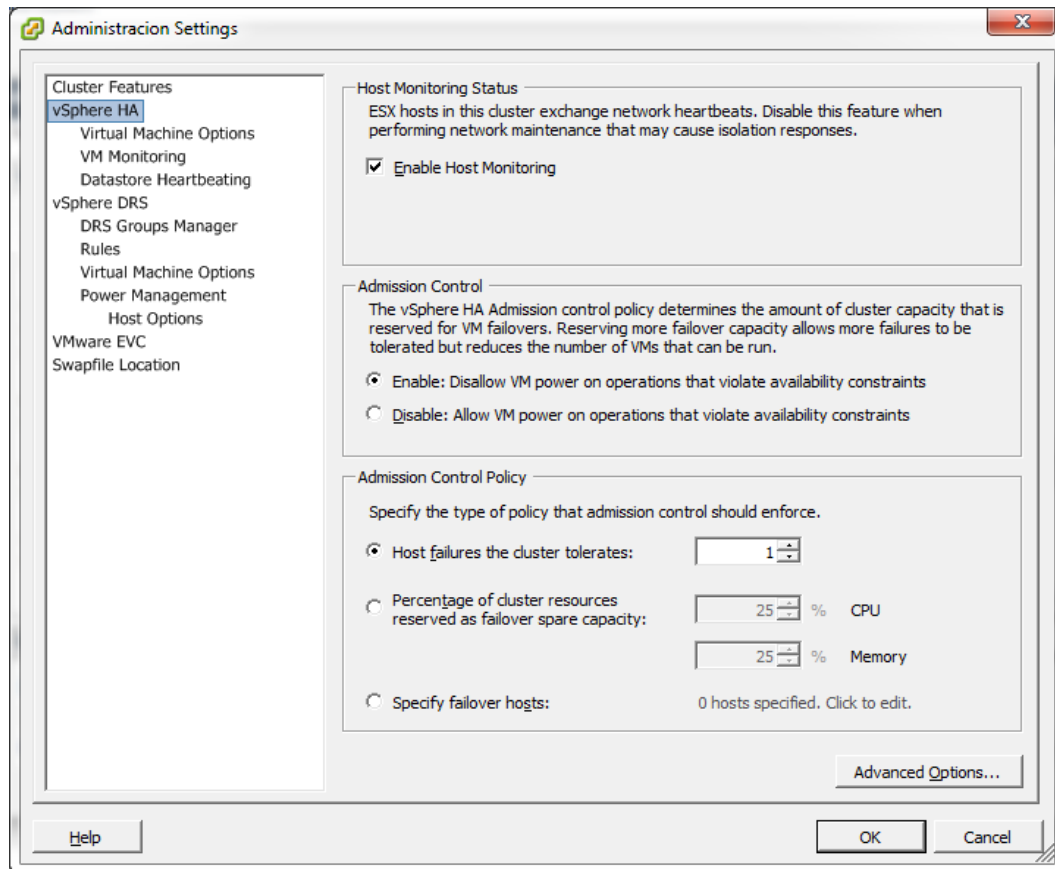 Administracion Settings
Cluster Features
vSphere HA
Virtual Machine Options
VM Monitoring
Datastore Heartbeating
vSphere DRS
DRS Groups Manager
Rules
Virtual Machine Options
Power Management
Host Options
VMware EVC
Swapfile Location
Host Monitoring Status
ESX hosts in this cluster exchange network heartbeats. Disable this feature when
performing network maintenance that may cause isolation responses.
Enable Host Monitoring
Admission Control
The vSphere HA Admission control policy determines the amount of cluster capacity that is
reserved for VM failovers. Reserving more failover capacity allows more failures to be
tolerated but reduces the number of VMs that can be run.
Enable: Disallow VM power on operations that violate availability constraints
Disable: Allow VM power on operations that violate availability constraints
Admission Control Policy
Specify the type of policy that admission control should enforce.
Host failures the cluster tolerates: 1
Percentage of cluster resources
reserved as failover spare capacity: 25 % CPU
25 % Memory
Specify failover hosts: 0 hosts specified. Click to edit.
Advanced Options...
Help OK Cancel